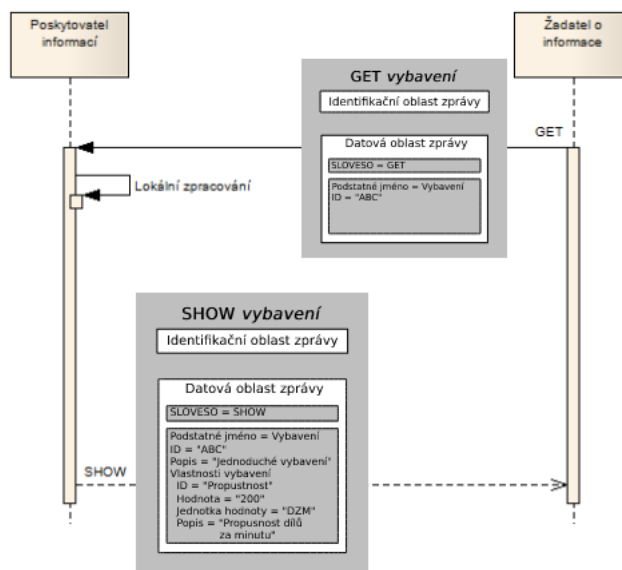 Poskytovatel
informací
Žadatel o
informace
GET vybavení
Identifikační oblast zprávy
GET
Datová oblast zprávy
SLOVESO = GET
Podstatné jméno = Vybavení
ID = "ABC"
Lokální zpracování
SHOW vybavení
Identifikační oblast zprávy
Datová oblast zprávy
SLOVESO = SHOW
Podstatné jméno = Vybavení
ID = "ABC"
Popis = "Jednoduché vybavení"
Vlastnosti vybavení
ID = "Propustnost"
Hodnota = "200"
Jednotka hodnoty = "DZM"
Popis = "Propusnost dílů
za minutu"
SHOW